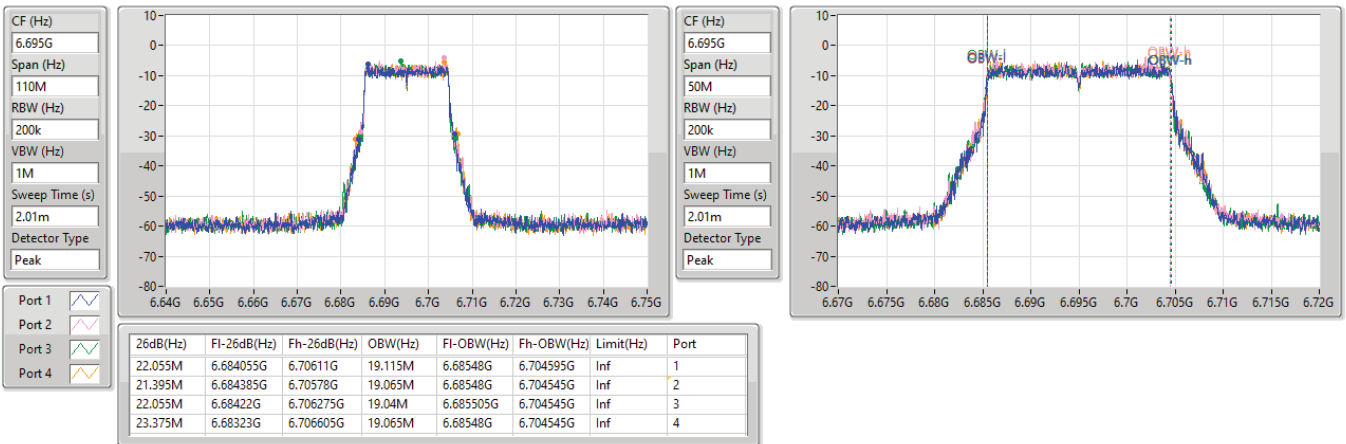 CF (Hz)
6.695G
Span (Hz)
110M
RBW (Hz)
200k
VBW (Hz)
1M
Sweep Time (s)
2.01m
Detector Type
Peak
10
0
-10
-20
-30
-40
-50
-60
-70
-80
6.64G 6.65G 6.66G 6.67G 6.68G 6.69G 6.7G 6.71G 6.72G 6.73G 6.74G 6.75G
CF (Hz)
6.695G
Span (Hz)
50M
RBW (Hz)
200k
VBW (Hz)
1M
Sweep Time (s)
2.01m
Detector Type
Peak
10
0
-10
-20
-30
-40
-50
-60
-70
-80
OBW-l
OBW-h
OBW-h
6.67G 6.675G 6.68G 6.685G 6.69G 6.695G 6.7G 6.705G 6.71G 6.715G 6.72G
Port 1
Port 2
Port 3
Port 4
26dB(Hz) Fl-26dB(Hz) Fh-26dB(Hz) OBW(Hz) Fl-OBW(Hz) Fh-OBW(Hz) Limit(Hz) Port
22.055M 6.684055G 6.70611G 19.115M 6.68548G 6.704595G Inf 1
21.395M 6.684385G 6.70578G 19.065M 6.68548G 6.704545G Inf 2
22.055M 6.68422G 6.706275G 19.04M 6.685505G 6.704545G Inf 3
23.375M 6.68323G 6.706605G 19.065M 6.68548G 6.704545G Inf 4